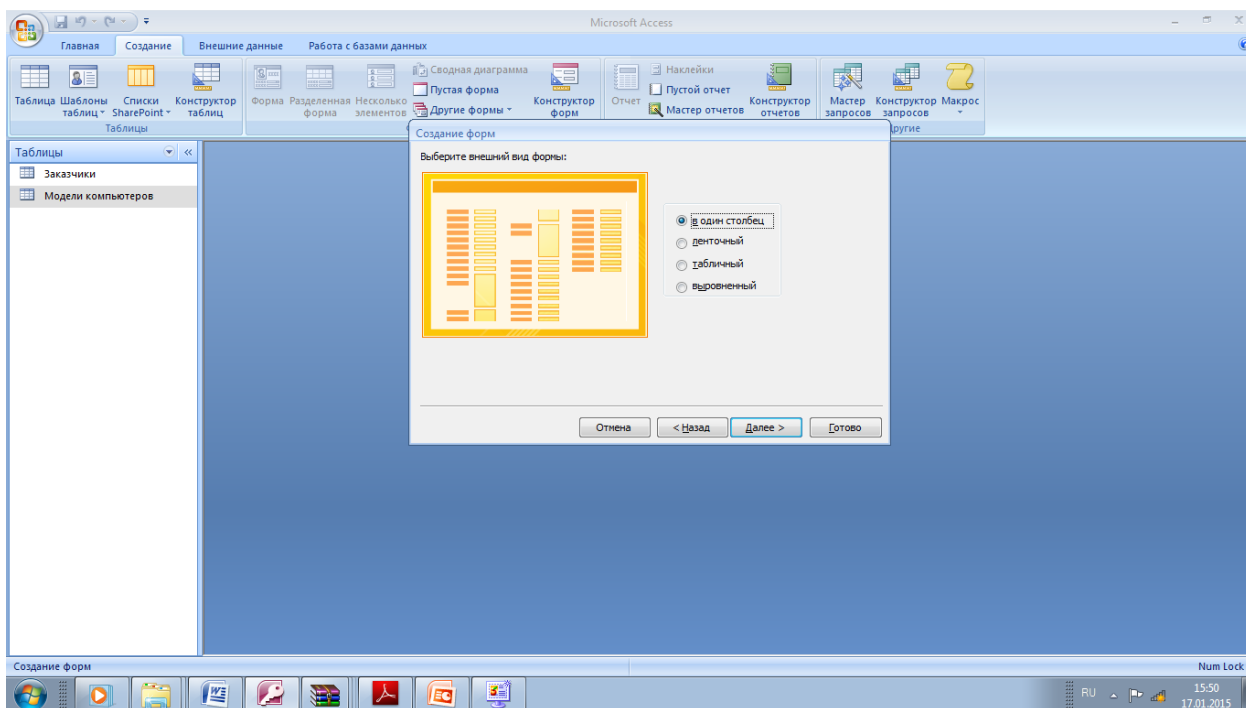 Microsoft Access
Главная Создание Внешние данные Работа с базами данных
Таблица
Шаблоны таблиц
Списки SharePoint
Конструктор таблиц
Таблицы
Форма
Разделенная форма
Несколько элементов
Сводная диаграмма
Пустая форма
Другие формы
Конструктор форм
Отчет
Наклейки
Пустой отчет
Мастер отчетов
Конструктор отчетов
Мастер запросов
Конструктор запросов
Макрос
Таблицы
Заказчики
Модели компьютеров
Создание форм
Выберите внешний вид формы:
в один столбец
ленточный
табличный
выровненный
Отмена
< Назад
Далее >
Готово
Создание форм
Num Lock
RU
15:50
17.01.2015